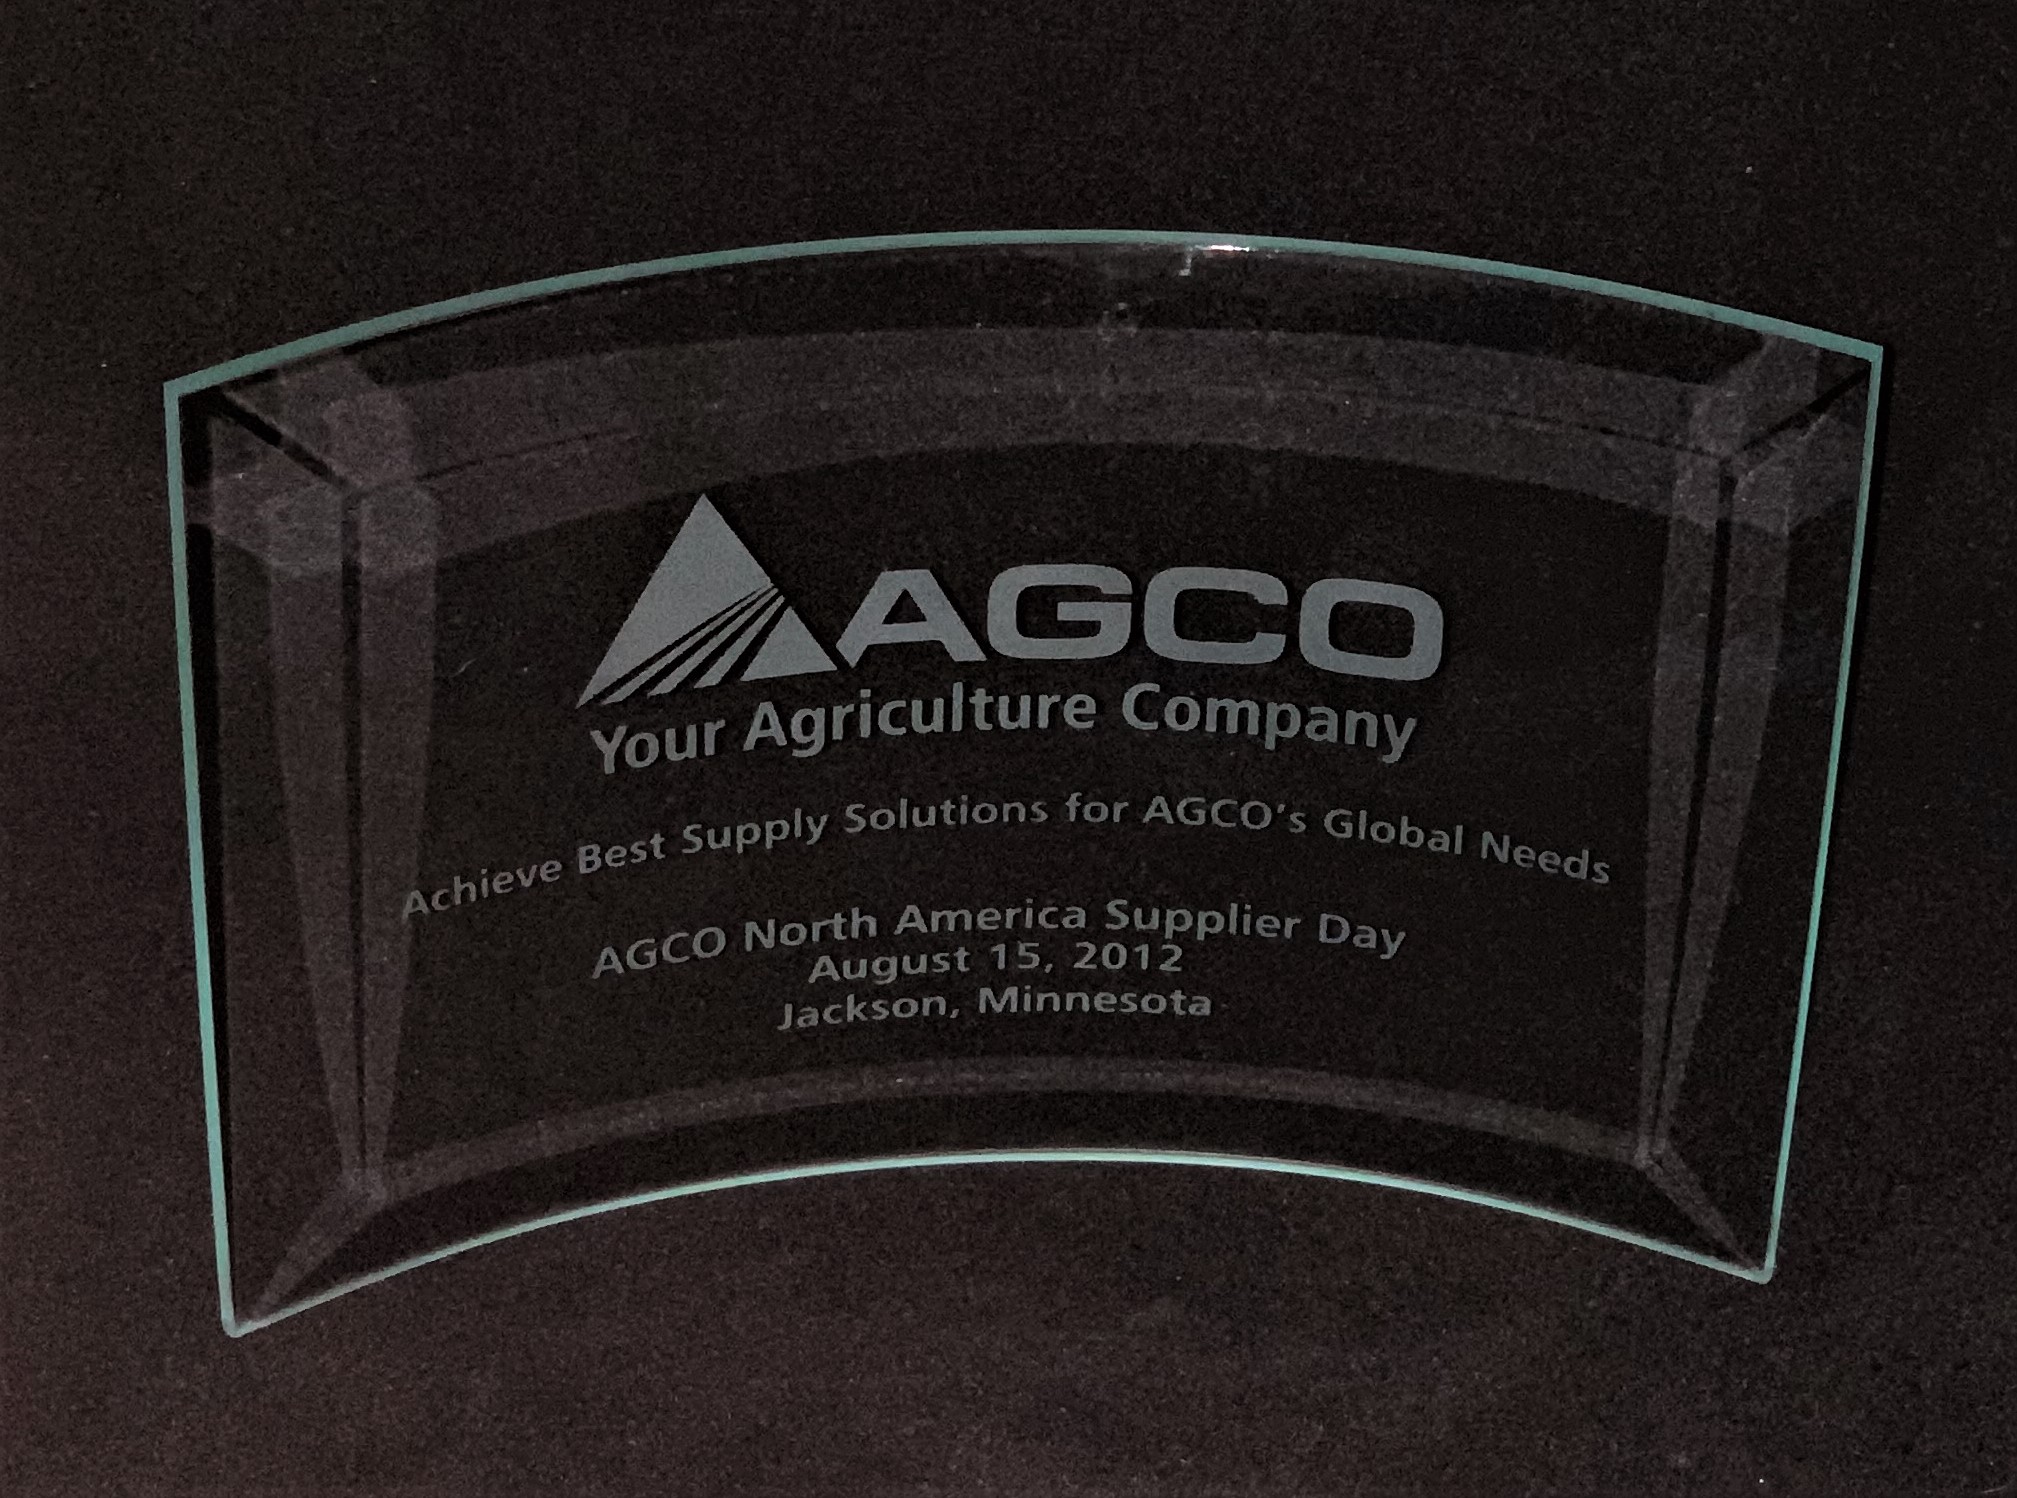 AGCO
Your Agriculture Company
Achieve Best Supply Solutions for AGCO's Global Needs
AGCO North America Supplier Day
August 15, 2012
Jackson, Minnesota